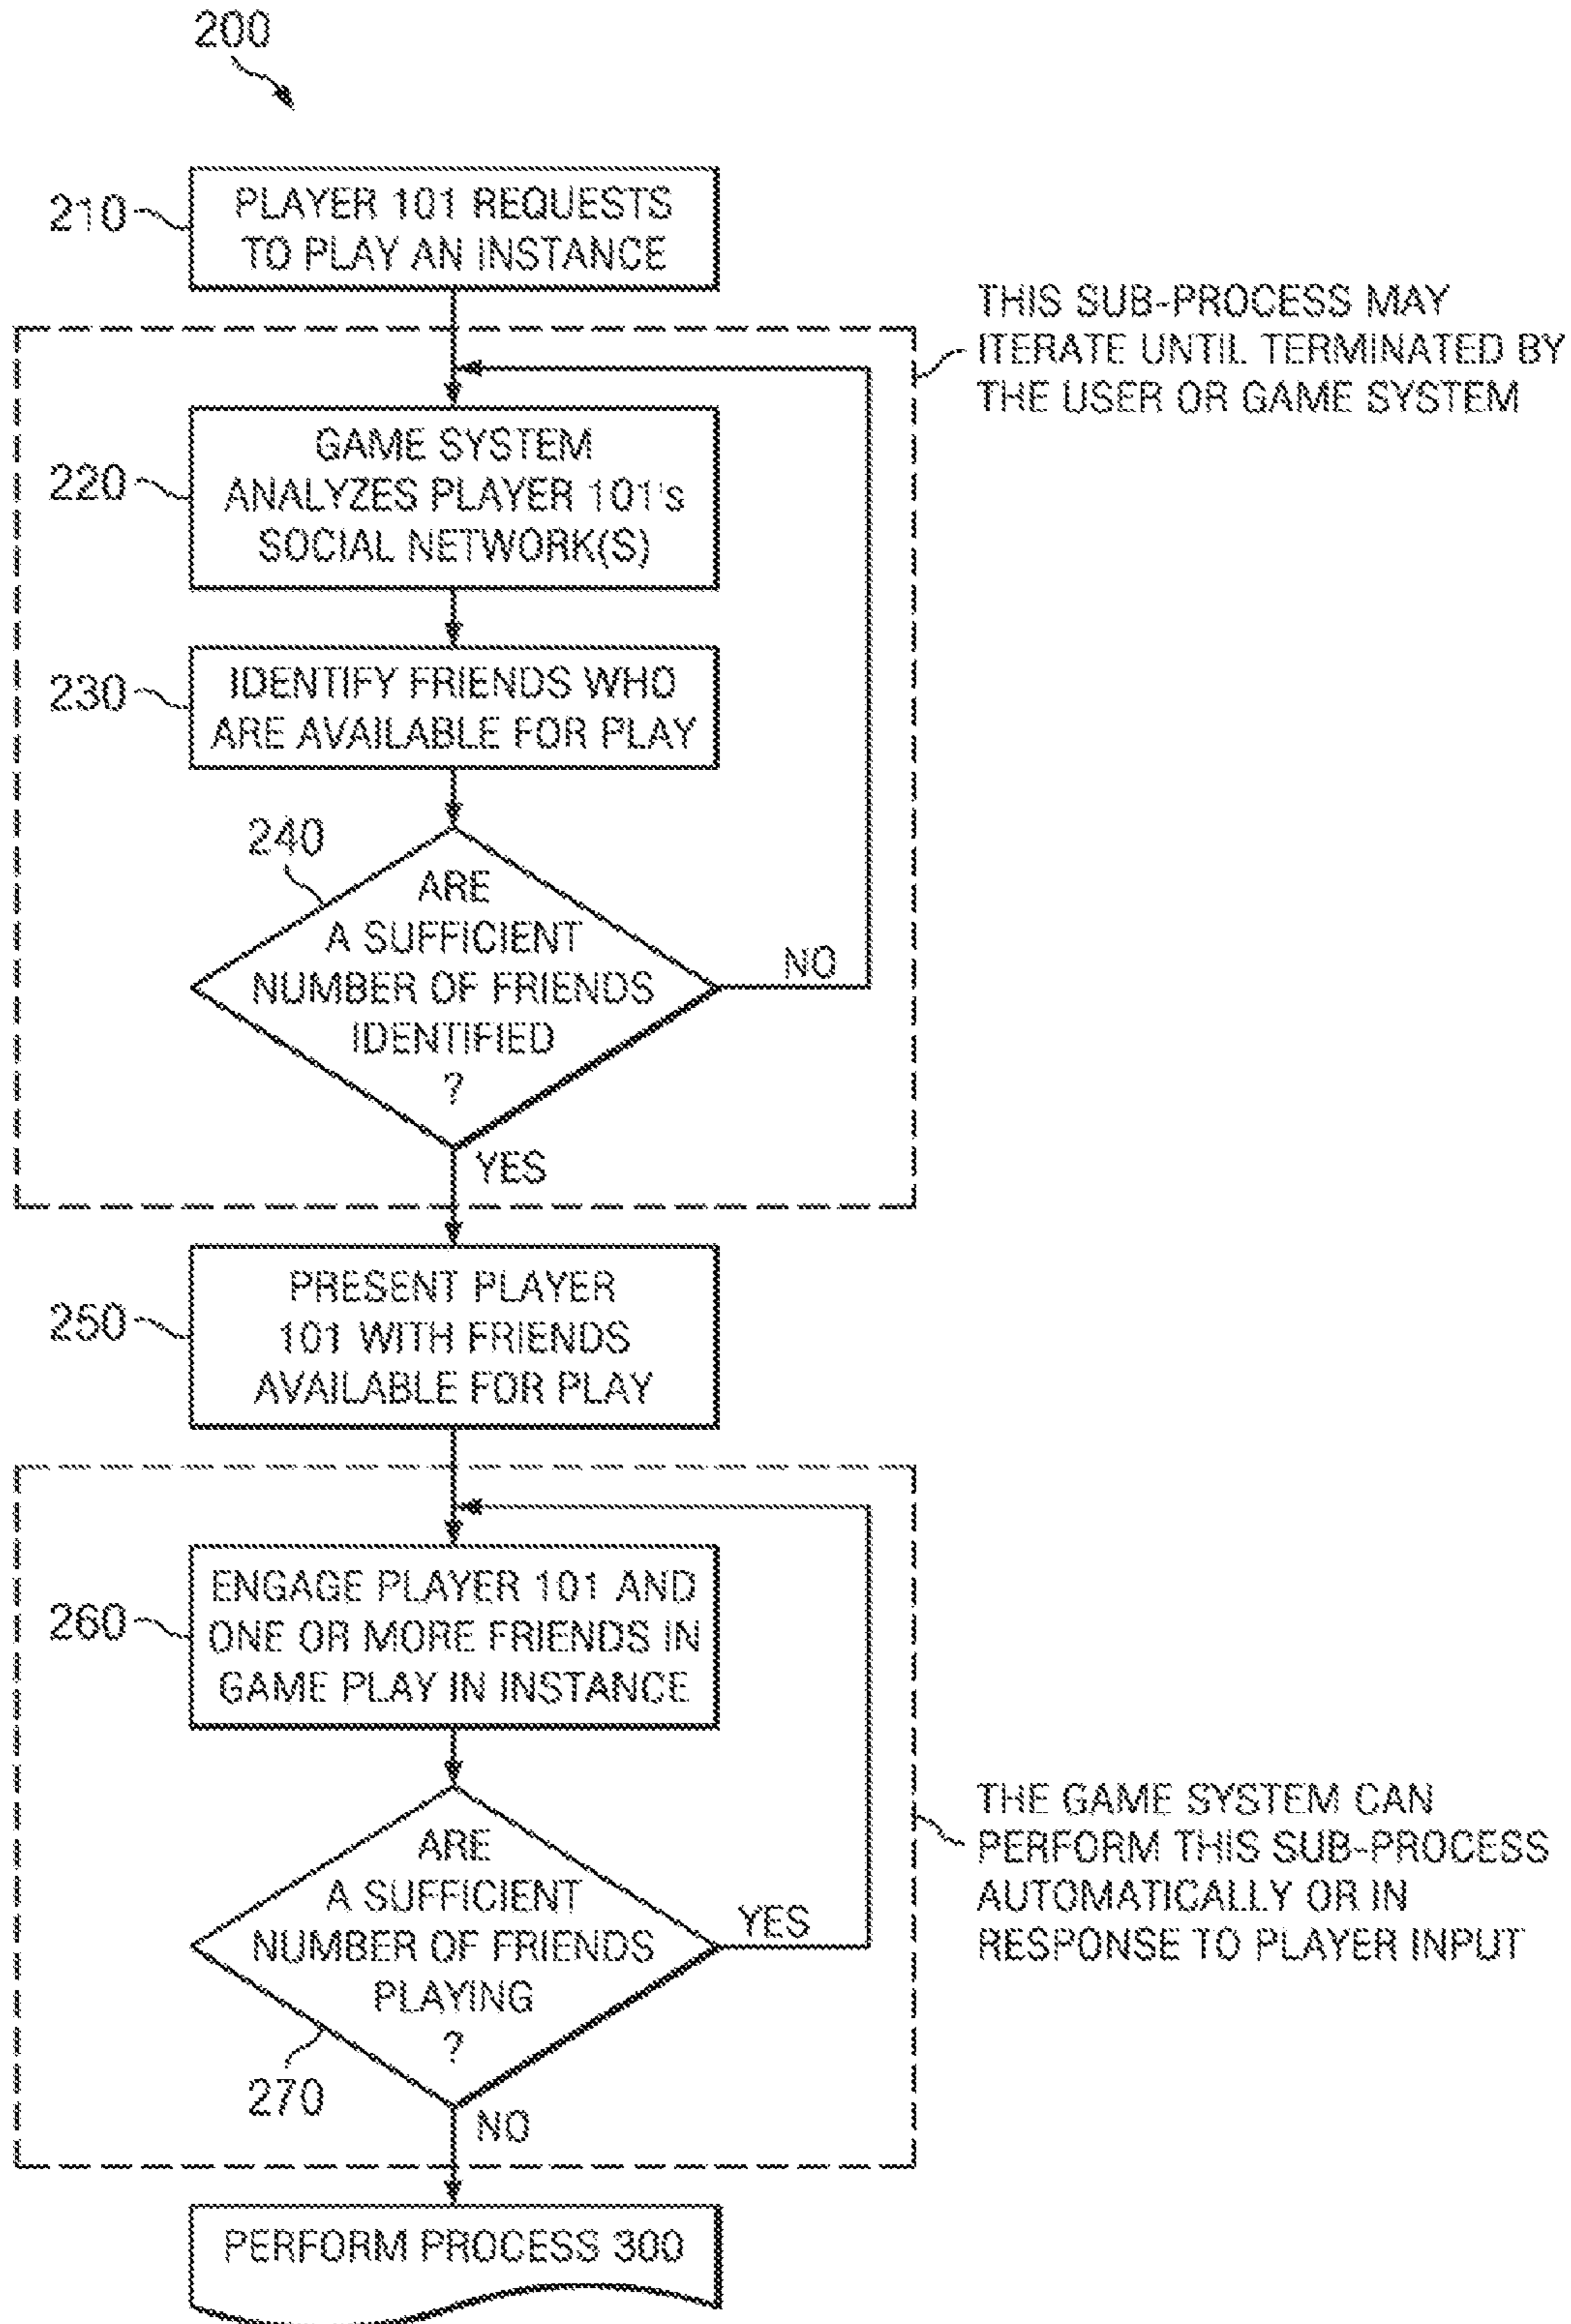 200
210
PLAYER 101 REQUESTS
TO PLAY AN INSTANCE
THIS SUB-PROCESS MAY
ITERATE UNTIL TERMINATED BY
THE USER OR GAME SYSTEM
220
GAME SYSTEM
ANALYZES PLAYER 101's
SOCIAL NETWORK(S)
230
IDENTIFY FRIENDS WHO
ARE AVAILABLE FOR PLAY
240
ARE
A SUFFICIENT
NUMBER OF FRIENDS
IDENTIFIED
?
NO
YES
250
PRESENT PLAYER
101 WITH FRIENDS
AVAILABLE FOR PLAY
260
ENGAGE PLAYER 101 AND
ONE OR MORE FRIENDS IN
GAME PLAY IN INSTANCE
THE GAME SYSTEM CAN
PERFORM THIS SUB-PROCESS
AUTOMATICALLY OR IN
RESPONSE TO PLAYER INPUT
ARE
A SUFFICIENT
NUMBER OF FRIENDS
PLAYING
?
YES
270
NO
PERFORM PROCESS 300